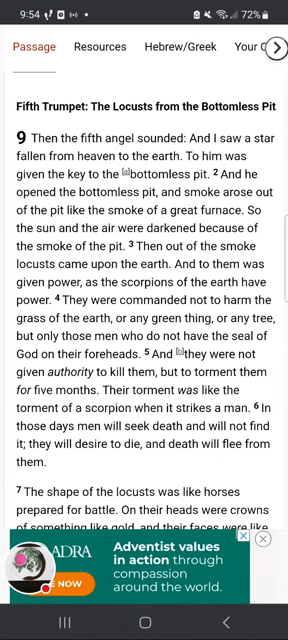 9:54
72%
Passage Resources Hebrew/Greek Your
Fifth Trumpet: The Locusts from the Bottomless Pit
9 Then the fifth angel sounded: And I saw a star
fallen from heaven to the earth. To him was
given the key to the [a]bottomless pit. 2 And he
opened the bottomless pit, and smoke arose out
of the pit like the smoke of a great furnace. So
the sun and the air were darkened because of
the smoke of the pit. 3 Then out of the smoke
locusts came upon the earth. And to them was
given power, as the scorpions of the earth have
power. 4 They were commanded not to harm the
grass of the earth, or any green thing, or any tree,
but only those men who do not have the seal of
God on their foreheads. 5 And [b]they were not
given authority to kill them, but to torment them
for five months. Their torment was like the
torment of a scorpion when it strikes a man. 6 In
those days men will seek death and will not find
it; they will desire to die, and death will flee from
them.
7 The shape of the locusts was like horses
prepared for battle. On their heads were crowns
of something like gold, and their faces were like
ADRA
NOW
Adventist values
in action through
compassion
around the world.